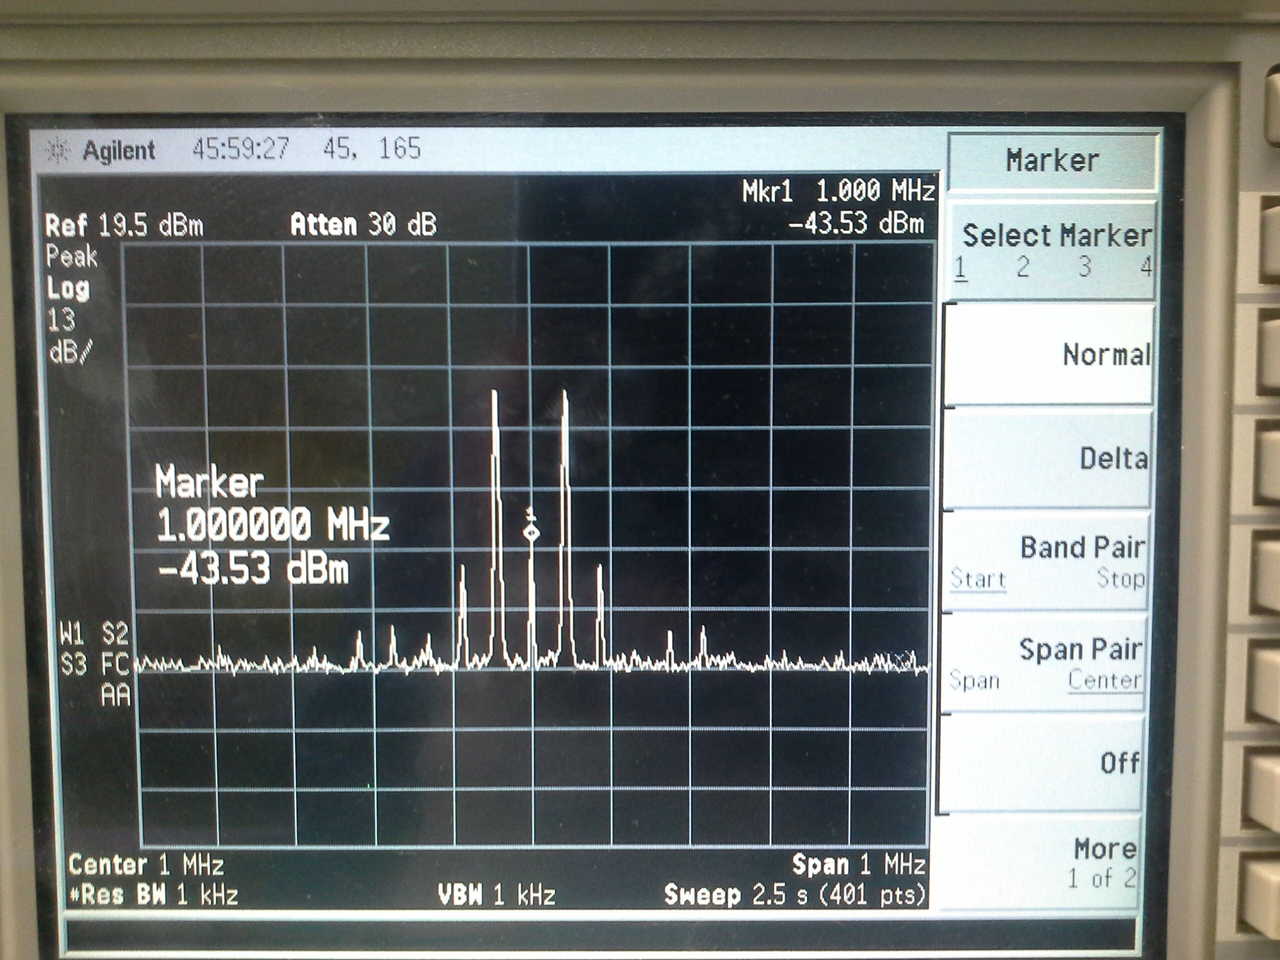 Agilent 45:59:27 45, 165
Mkr1 1.000 MHz
Ref 19.5 dBm Atten 30 dB -43.53 dBm
Peak
Log
13
dB/
1
Marker
1.000000 MHz
-43.53 dBm
W1 S2
S3 FC
AA
Center 1 MHz Span 1 MHz
#Res BW 1 kHz VBW 1 kHz Sweep 2.5 s (401 pts)
Marker
Select Marker
1 2 3 4
Normal
Delta
Band Pair
Start Stop
Span Pair
Span Center
Off
More
1 of 2